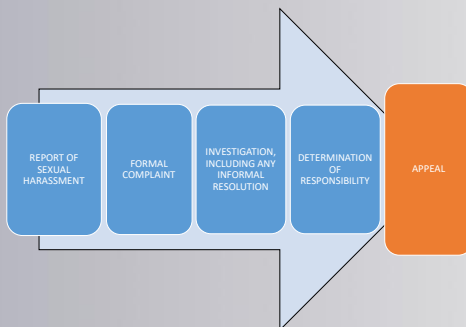 REPORT OF
SEXUAL
HARASSMENT
FORMAL
COMPLAINT
INVESTIGATION,
INCLUDING ANY
INFORMAL
RESOLUTION
DETERMINATION
OF
RESPONSIBILITY
APPEAL